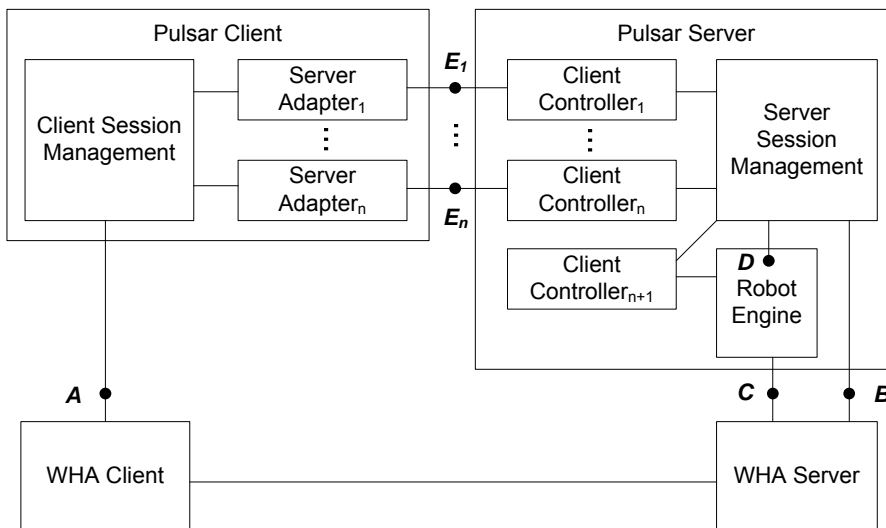 Pulsar Client
Pulsar Server
Client Session
Management
Server
Adapter₁
⋮
Server
Adapterₙ
E₁
⋮
Eₙ
Client
Controller₁
⋮
Client
Controllerₙ
Client
Controllerₙ₊₁
Server
Session
Management
D
Robot
Engine
A
C
B
WHA Client
WHA Server